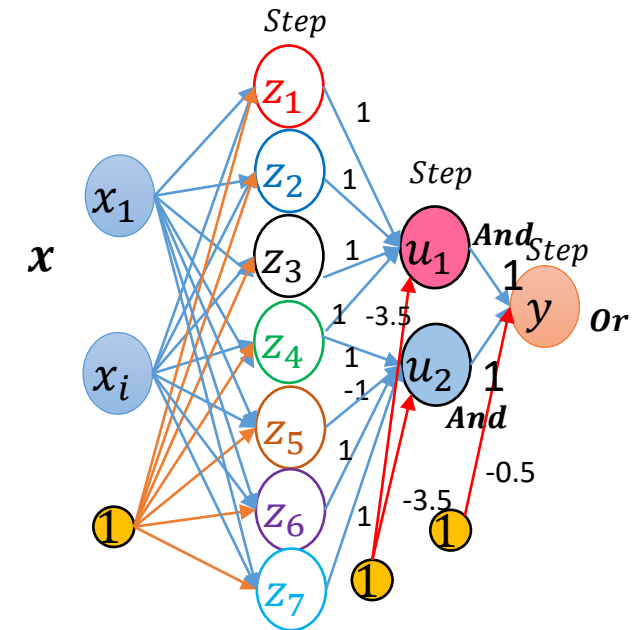 Step
z1
1
z2
1
Step
x1
And
Step
x
z3
1
u1
1
y
Or
z4
1
-3.5
1
xi
u2
1
-1
And
z5
1
-0.5
z6
1
-3.5
1
1
1
z7